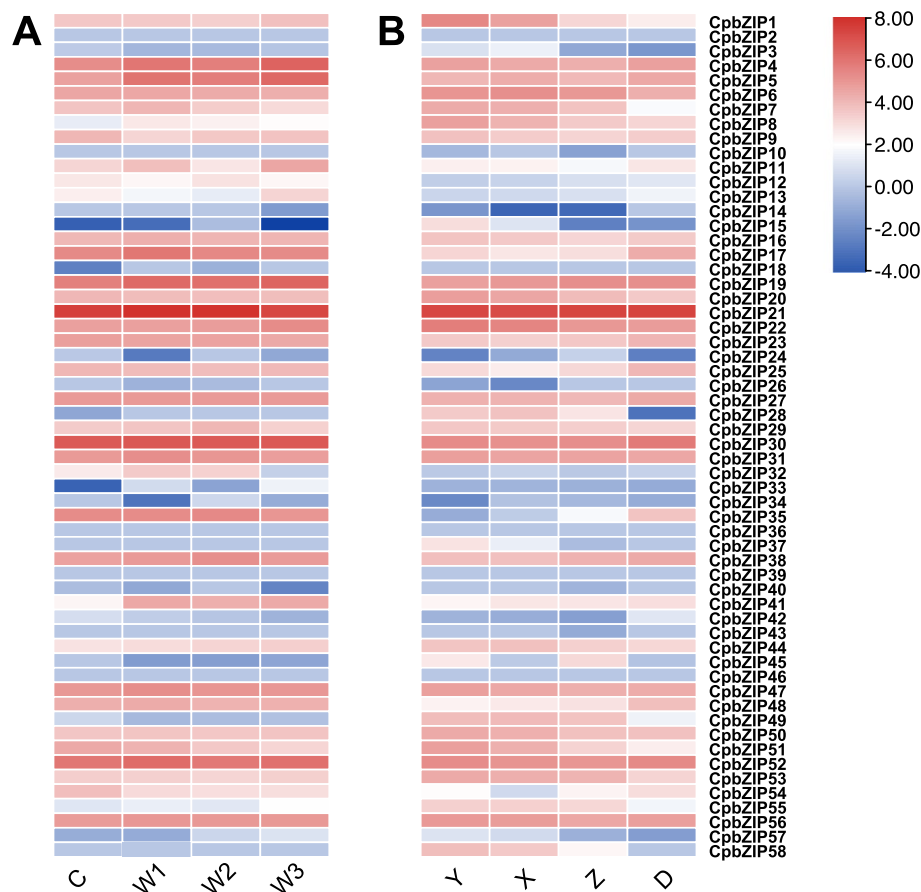 A
B
CpbZIP1
CpbZIP2
CpbZIP3
CpbZIP4
CpbZIP5
CpbZIP6
CpbZIP7
CpbZIP8
CpbZIP9
CpbZIP10
CpbZIP11
CpbZIP12
CpbZIP13
CpbZIP14
CpbZIP15
CpbZIP16
CpbZIP17
CpbZIP18
CpbZIP19
CpbZIP20
CpbZIP21
CpbZIP22
CpbZIP23
CpbZIP24
CpbZIP25
CpbZIP26
CpbZIP27
CpbZIP28
CpbZIP29
CpbZIP30
CpbZIP31
CpbZIP32
CpbZIP33
CpbZIP34
CpbZIP35
CpbZIP36
CpbZIP37
CpbZIP38
CpbZIP39
CpbZIP40
CpbZIP41
CpbZIP42
CpbZIP43
CpbZIP44
CpbZIP45
CpbZIP46
CpbZIP47
CpbZIP48
CpbZIP49
CpbZIP50
CpbZIP51
CpbZIP52
CpbZIP53
CpbZIP54
CpbZIP55
CpbZIP56
CpbZIP57
CpbZIP58
8.00
6.00
4.00
2.00
0.00
-2.00
-4.00
C W1 W2 W3
Y X Z D